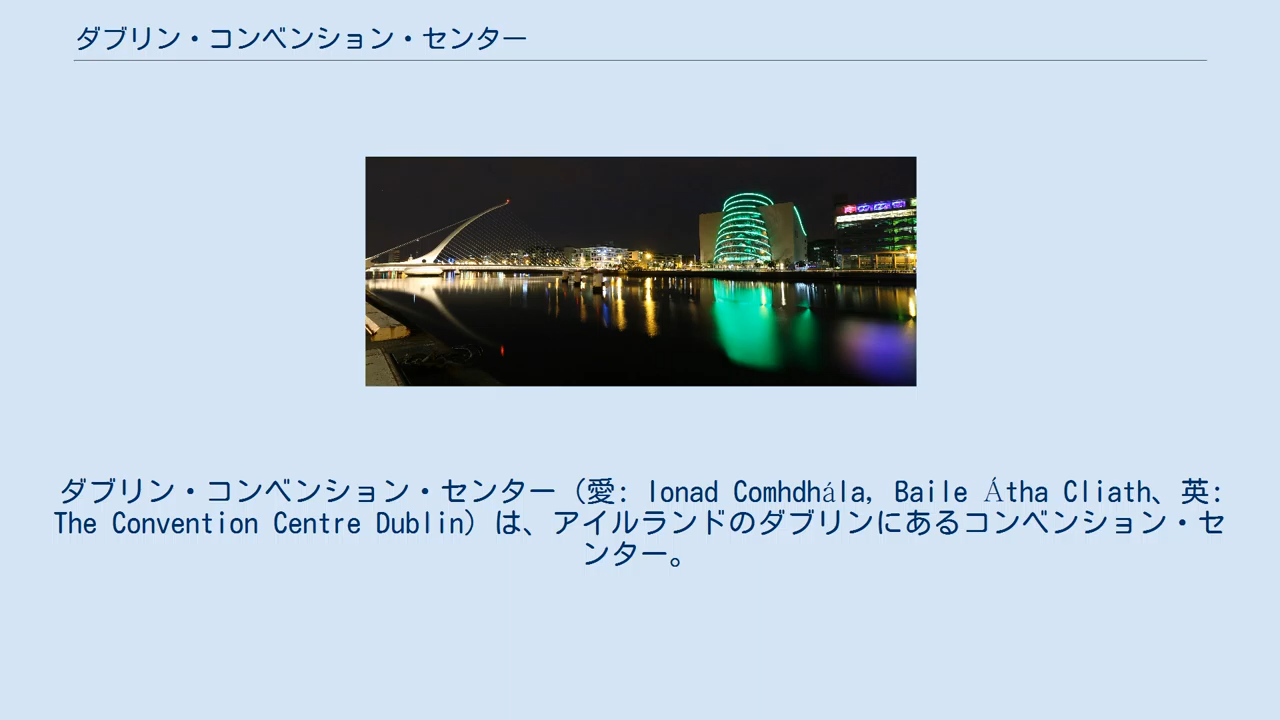 ダブリン・コンベンション・センター
ダブリン・コンベンション・センター（愛: Ionad Comhdhála, Baile Átha Cliath、英:
The Convention Centre Dublin）は、アイルランドのダブリンにあるコンベンション・セ
ンター。